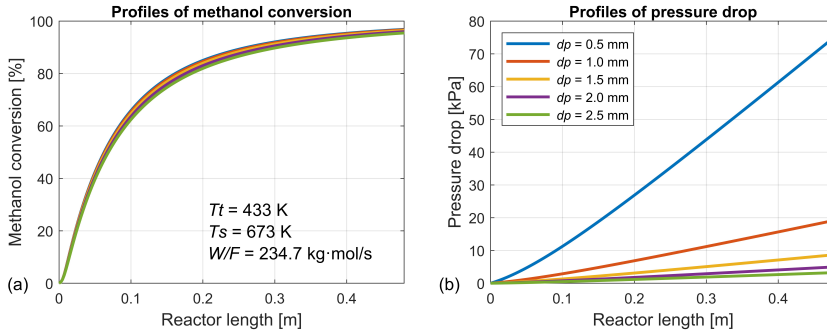 Profiles of methanol conversion
100
80
60
40
20
0
Methanol conversion [%]
Tt = 433 K
Ts = 673 K
W/F = 234.7 kg·mol/s
0
0.1
0.2
0.3
0.4
Reactor length [m]
(a)
Profiles of pressure drop
80
70
60
50
40
30
20
10
0
Pressure drop [kPa]
dp = 0.5 mm
dp = 1.0 mm
dp = 1.5 mm
dp = 2.0 mm
dp = 2.5 mm
0
0.1
0.2
0.3
0.4
Reactor length [m]
(b)